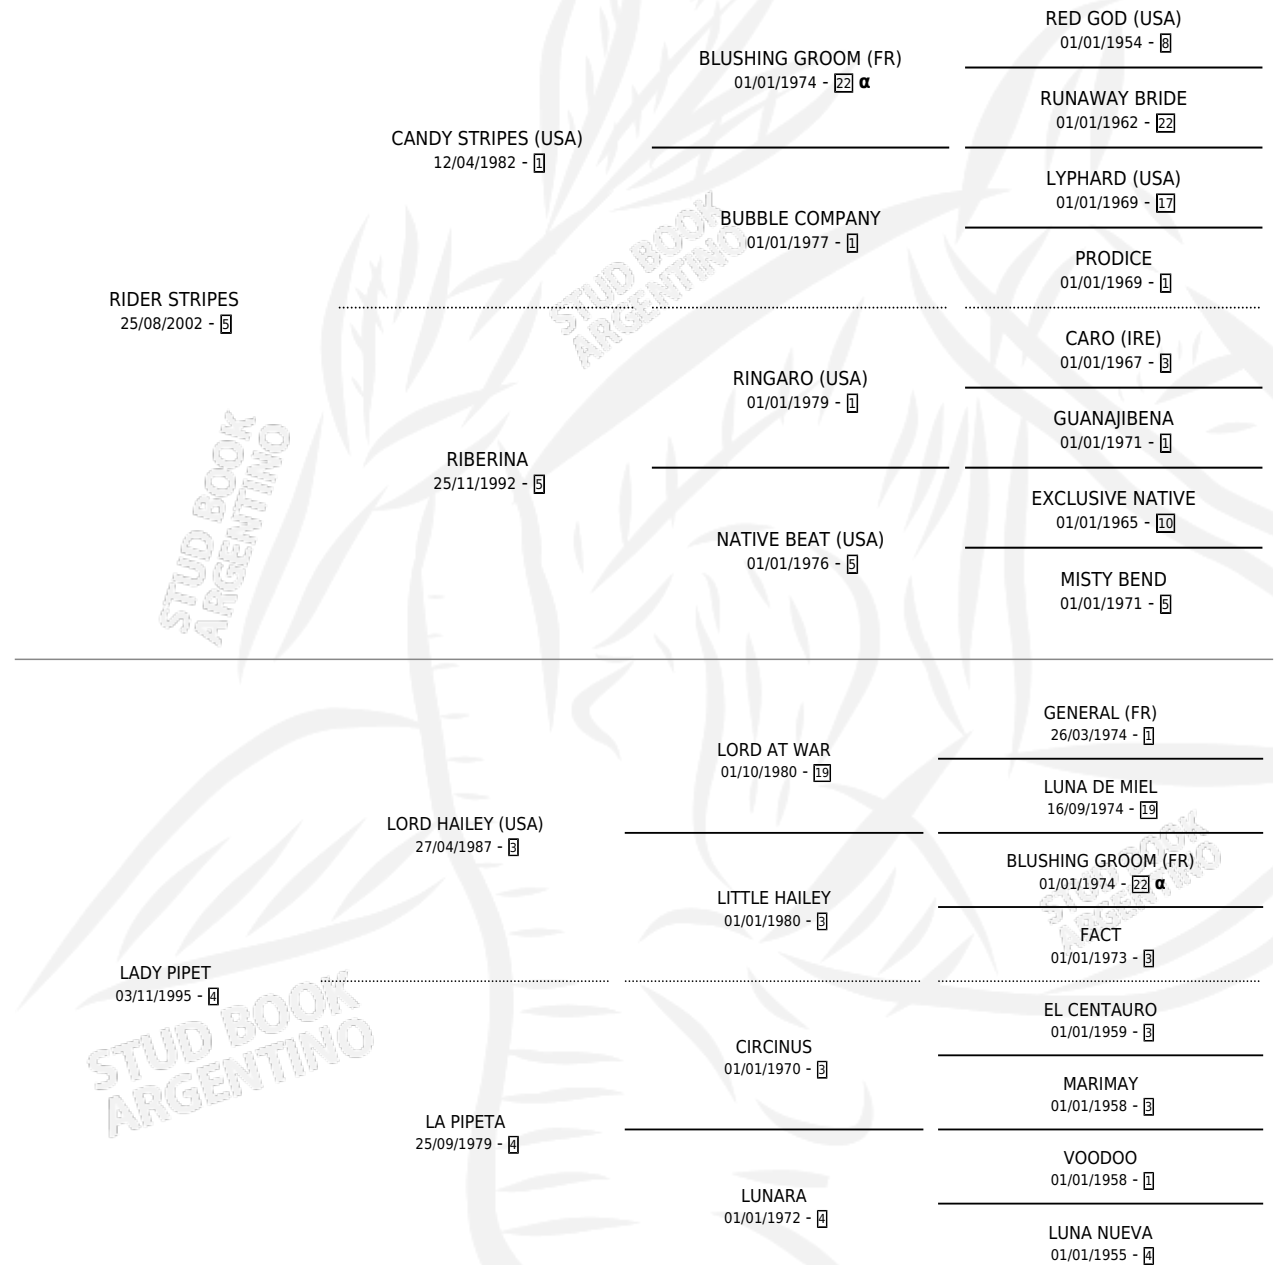 RED GOD (USA)
01/01/1954 - 8
BLUSHING GROOM (FR)
01/01/1974 - 22 α
RUNAWAY BRIDE
01/01/1962 - 22
CANDY STRIPES (USA)
12/04/1982 - 1
LYPHARD (USA)
01/01/1969 - 17
BUBBLE COMPANY
01/01/1977 - 1
PRODICE
01/01/1969 - 1
RIDER STRIPES
25/08/2002 - 5
CARO (IRE)
01/01/1967 - 3
RINGARO (USA)
01/01/1979 - 1
GUANAJIBENA
01/01/1971 - 1
RIBERINA
25/11/1992 - 5
EXCLUSIVE NATIVE
01/01/1965 - 10
NATIVE BEAT (USA)
01/01/1976 - 5
MISTY BEND
01/01/1971 - 5
GENERAL (FR)
26/03/1974 - 1
LORD AT WAR
01/10/1980 - 19
LUNA DE MIEL
16/09/1974 - 19
LORD HAILEY (USA)
27/04/1987 - 3
BLUSHING GROOM (FR)
01/01/1974 - 22 α
LITTLE HAILEY
01/01/1980 - 3
FACT
01/01/1973 - 3
LADY PIPET
03/11/1995 - 4
EL CENTAURO
01/01/1959 - 3
CIRCINUS
01/01/1970 - 3
MARIMAY
01/01/1958 - 3
LA PIPETA
25/09/1979 - 4
VOODOO
01/01/1958 - 1
LUNARA
01/01/1972 - 4
LUNA NUEVA
01/01/1955 - 4
STUD BOOK
ARGENTINO
STUD BOOK
ARGENTINO
STUD BOOK
ARGENTINO
STUD BOOK
ARGENTINO